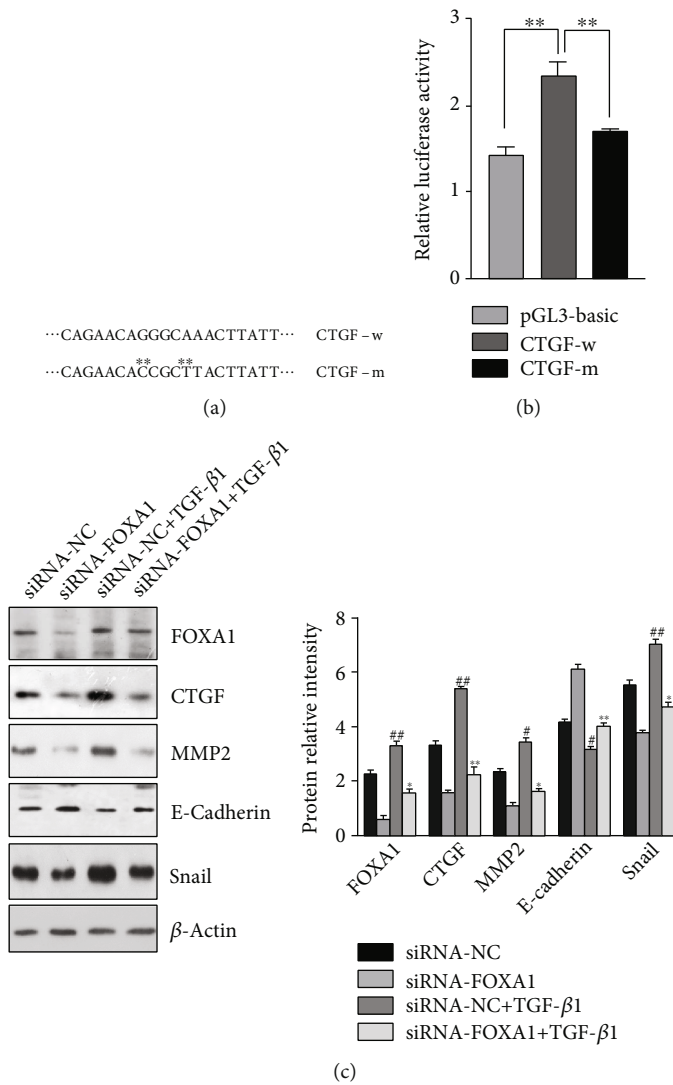 ···CAGAACAGGGCAAACTTATT··· CTGF–w
** **
···CAGAACACCGCTTACTTATT··· CTGF–m
(a)
** **
Relative luciferase activity
3
2
1
0
pGL3-basic
CTGF-w
CTGF-m
(b)
siRNA-NC
siRNA-FOXA1
siRNA-NC+TGF-β1
siRNA-FOXA1+TGF-β1
FOXA1
CTGF
MMP2
E-Cadherin
Snail
β-Actin
Protein relative intensity
8
6
4
2
0
##
*
##
**
#
*
#
**
##
*
FOXA1
CTGF
MMP2
E-cadherin
Snail
siRNA-NC
siRNA-FOXA1
siRNA-NC+TGF-β1
siRNA-FOXA1+TGF-β1
(c)